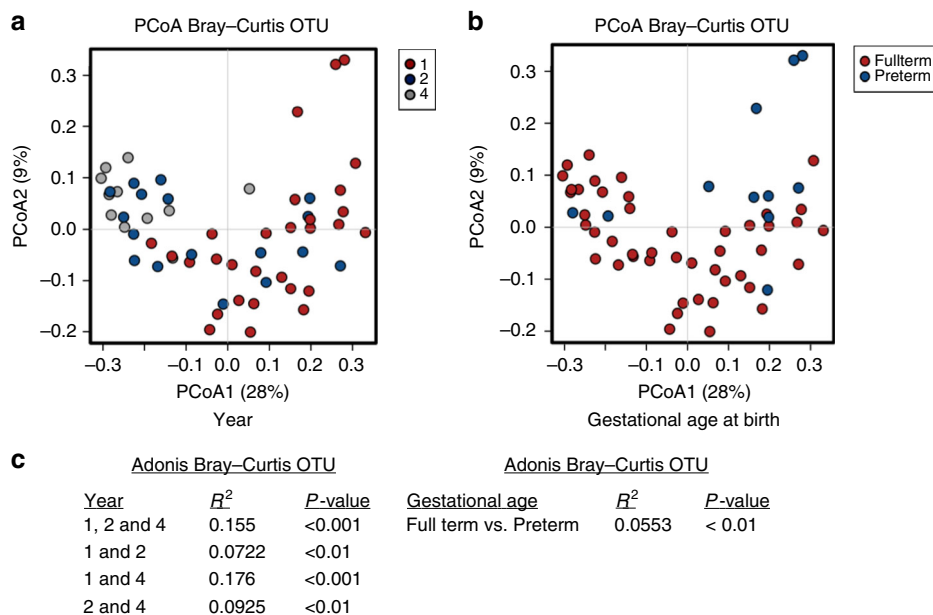 a
PCoA Bray–Curtis OTU
0.3
0.2
0.1
0.0
−0.1
−0.2
PCoA2 (9%)
−0.3
−0.1
0.0
0.1
0.2
0.3
PCoA1 (28%)
Year
1
2
4
b
PCoA Bray–Curtis OTU
0.3
0.2
0.1
0.0
−0.1
−0.2
PCoA2 (9%)
−0.3
−0.1
0.0
0.1
0.2
0.3
PCoA1 (28%)
Gestational age at birth
Fullterm
Preterm
c
Adonis Bray–Curtis OTU
Year R2 P-value
1, 2 and 4 0.155 <0.001
1 and 2 0.0722 <0.01
1 and 4 0.176 <0.001
2 and 4 0.0925 <0.01
Adonis Bray–Curtis OTU
Gestational age R2 P-value
Full term vs. Preterm 0.0553 < 0.01